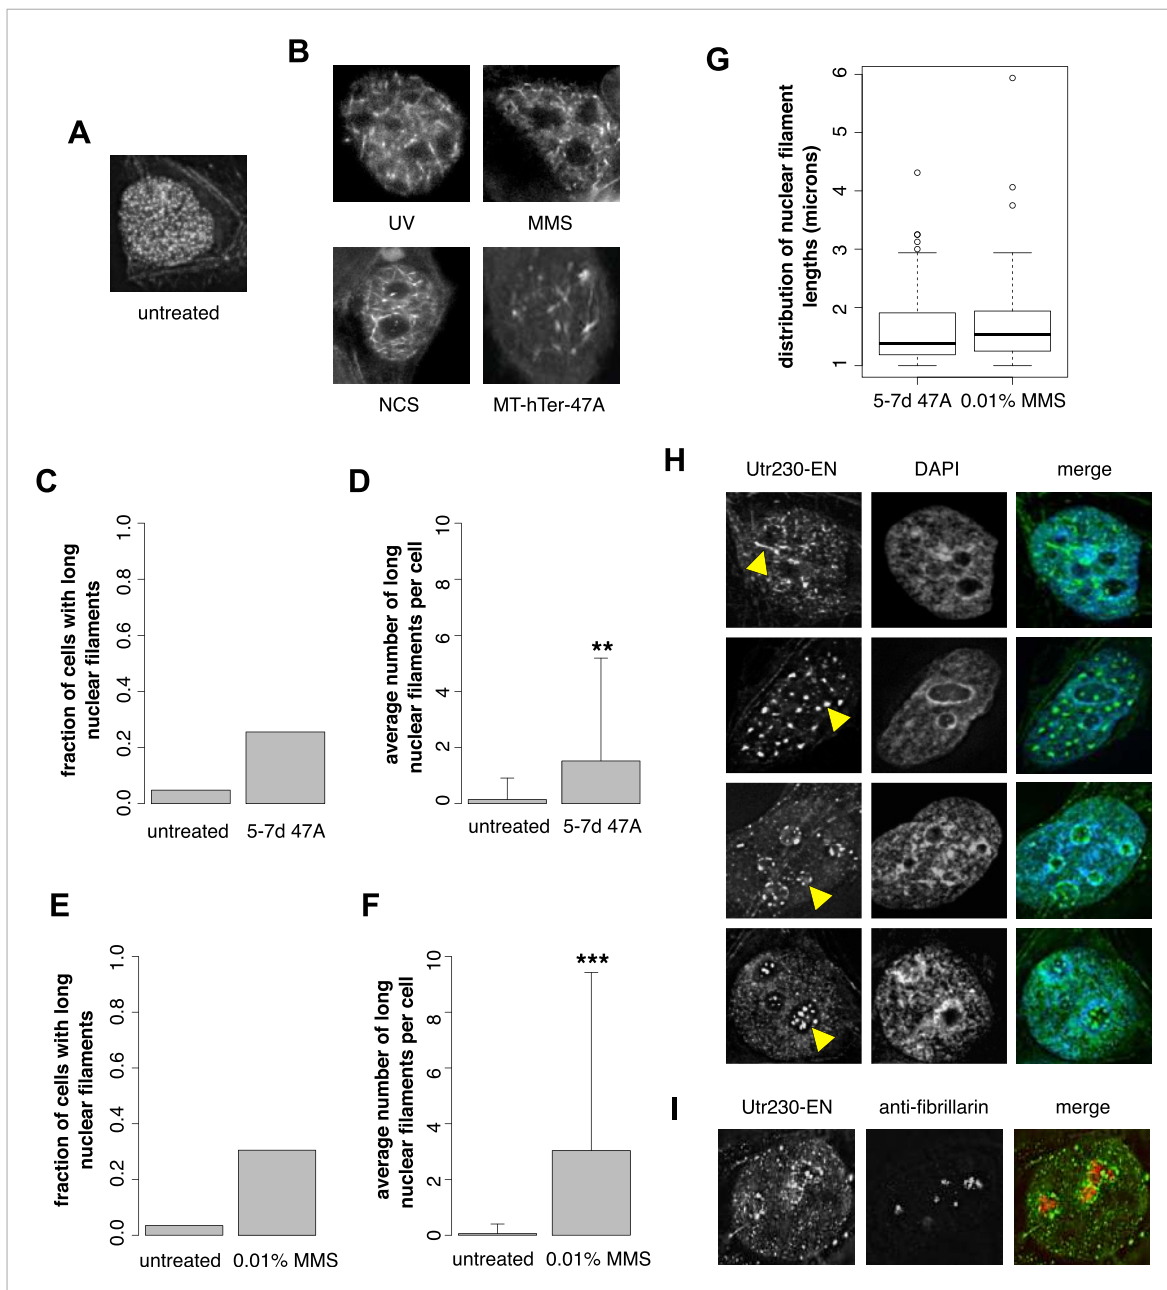 A
untreated
B
UV
MMS
NCS
MT-hTer-47A
C
fraction of cells with long
nuclear filaments
0.0
0.2
0.4
0.6
0.8
1.0
untreated
5-7d 47A
D
average number of long
nuclear filaments per cell
0
2
4
6
8
10
**
untreated
5-7d 47A
E
fraction of cells with long
nuclear filaments
0.0
0.2
0.4
0.6
0.8
1.0
untreated
0.01% MMS
F
average number of long
nuclear filaments per cell
0
2
4
6
8
10
***
untreated
0.01% MMS
G
distribution of nuclear filament
lengths (microns)
1
2
3
4
5
6
5-7d 47A
0.01% MMS
H
Utr230-EN
DAPI
merge
I
Utr230-EN
anti-fibrillarin
merge